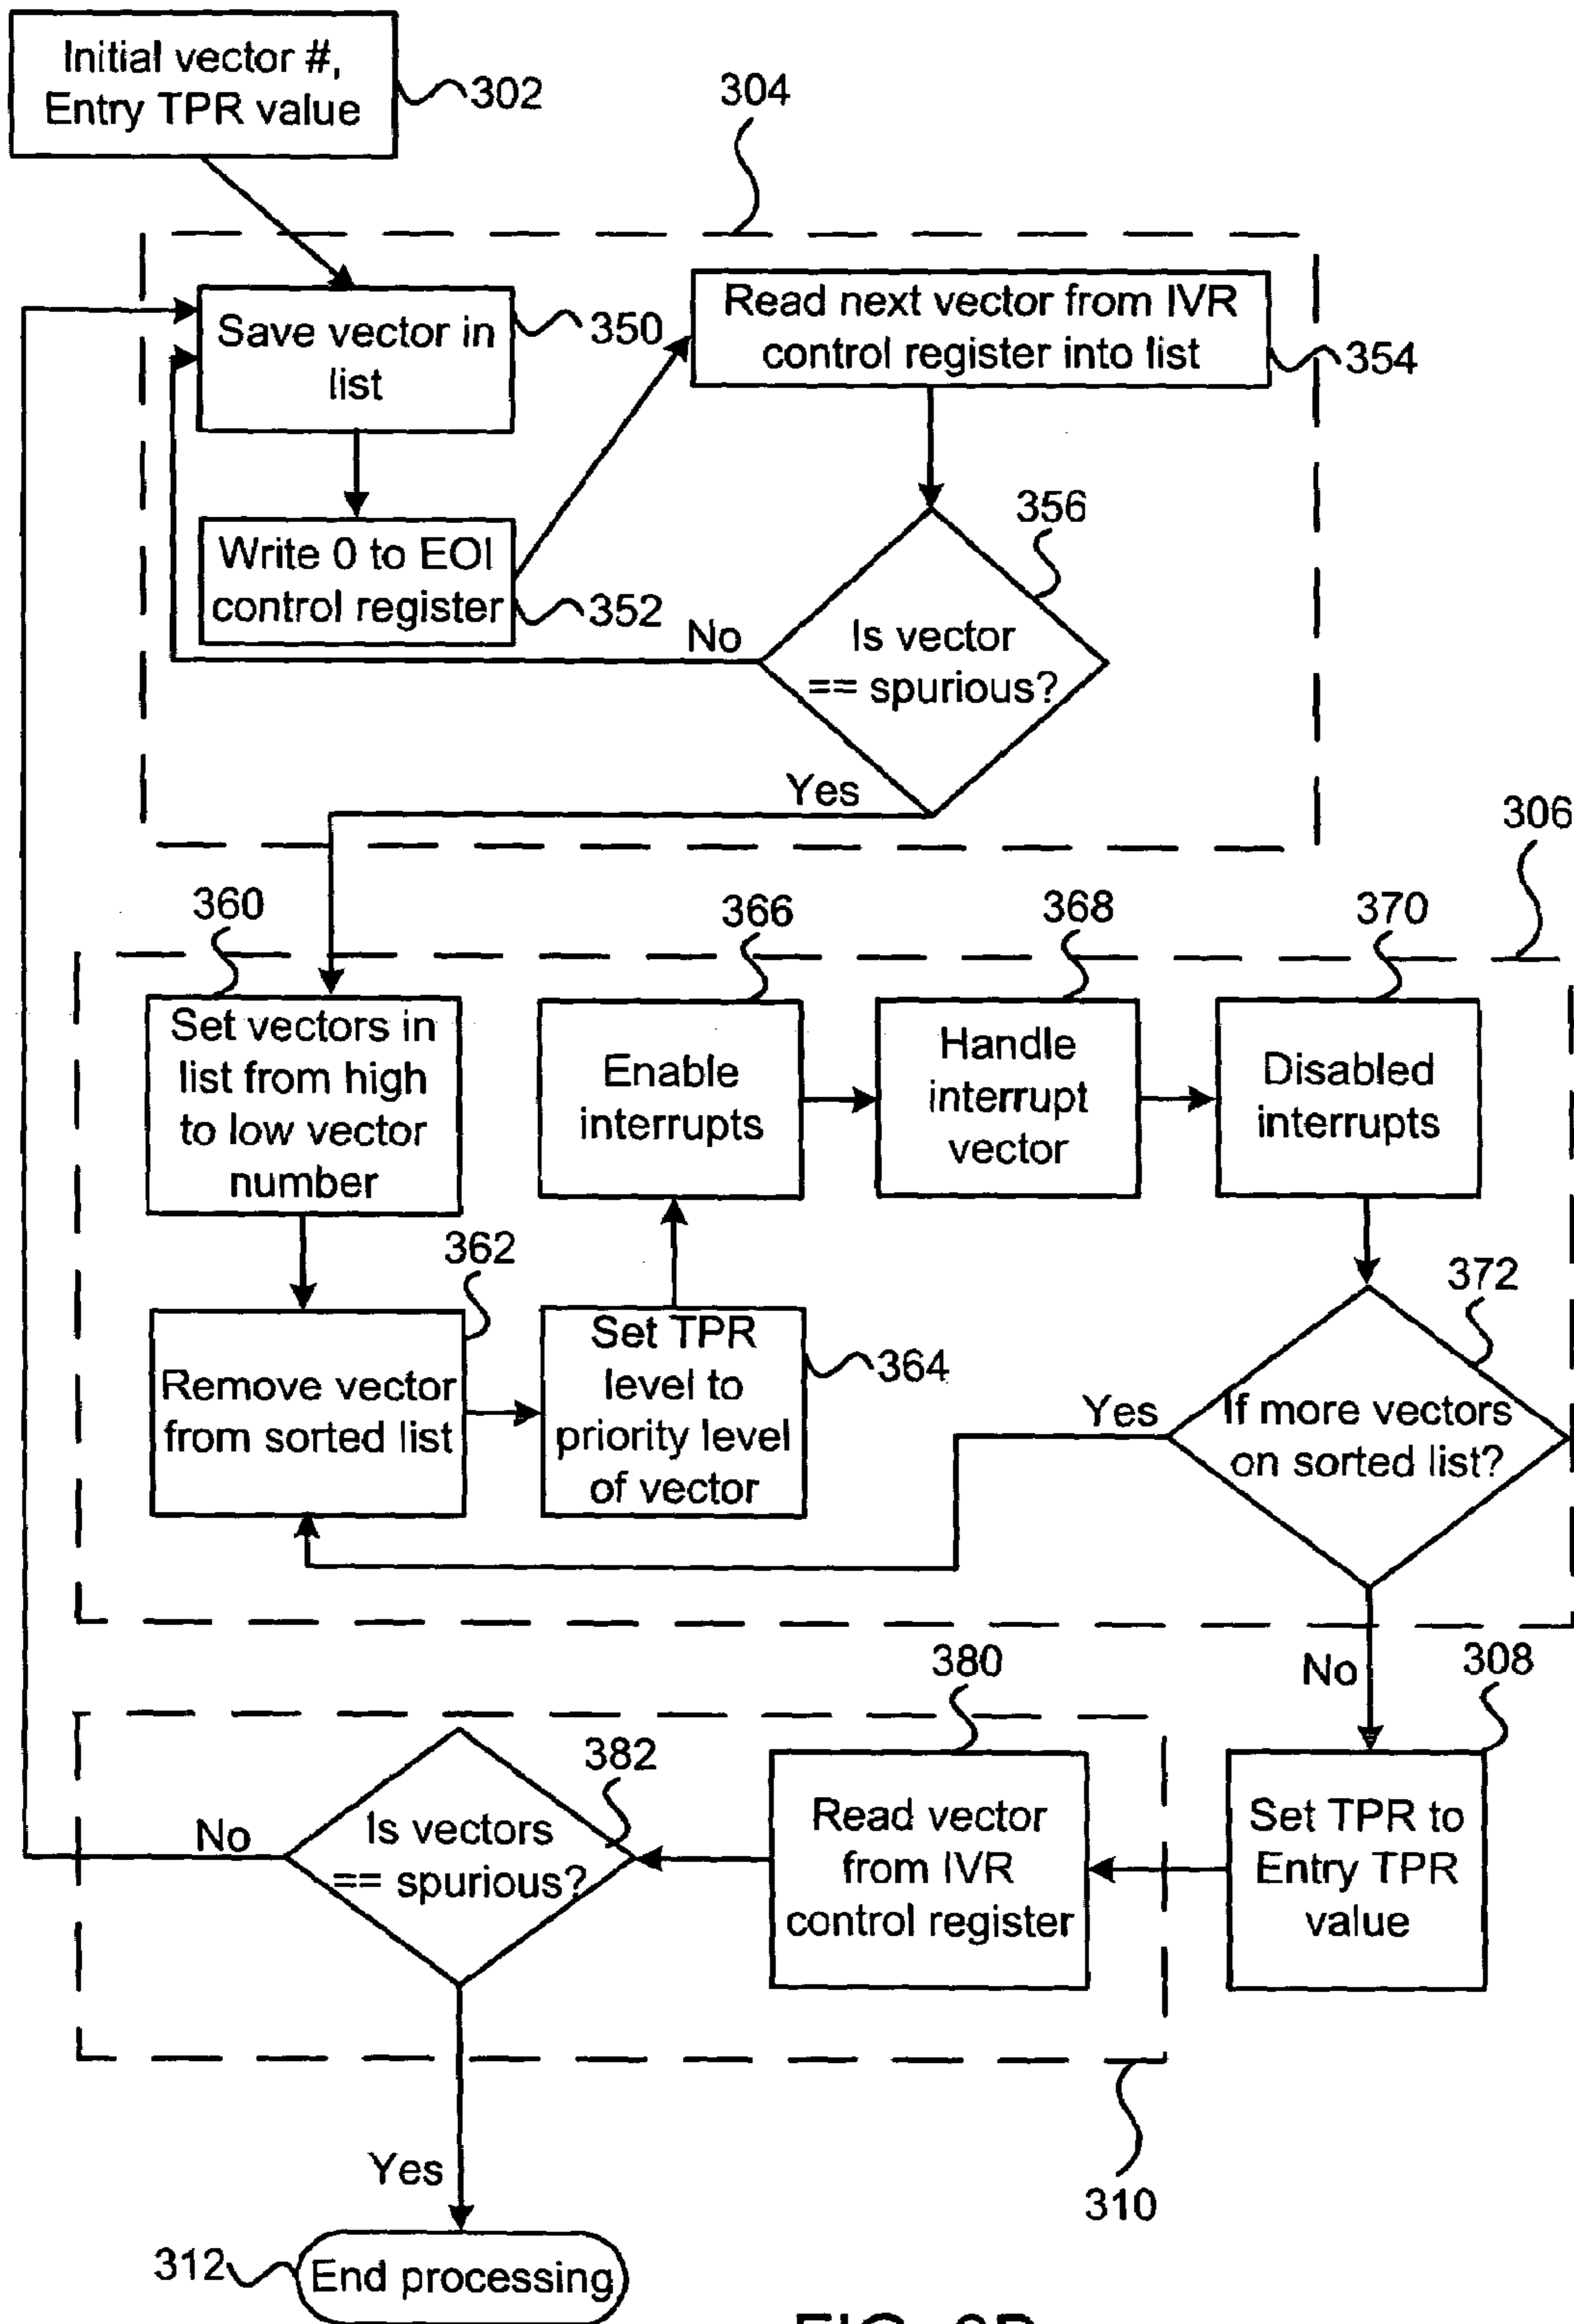 Initial vector #,
Entry TPR value
302
304
Save vector in
list
350
Read next vector from IVR
control register into list
354
Write 0 to EOI
control register
352
356
Is vector
== spurious?
No
Yes
306
360
Set vectors in
list from high
to low vector
number
366
Enable
interrupts
368
Handle
interrupt
vector
370
Disabled
interrupts
362
Remove vector
from sorted list
Set TPR
level to
priority level
of vector
364
372
If more vectors
on sorted list?
Yes
No
308
Set TPR to
Entry TPR
value
380
Read vector
from IVR
control register
382
Is vectors
== spurious?
No
Yes
310
312
End processing